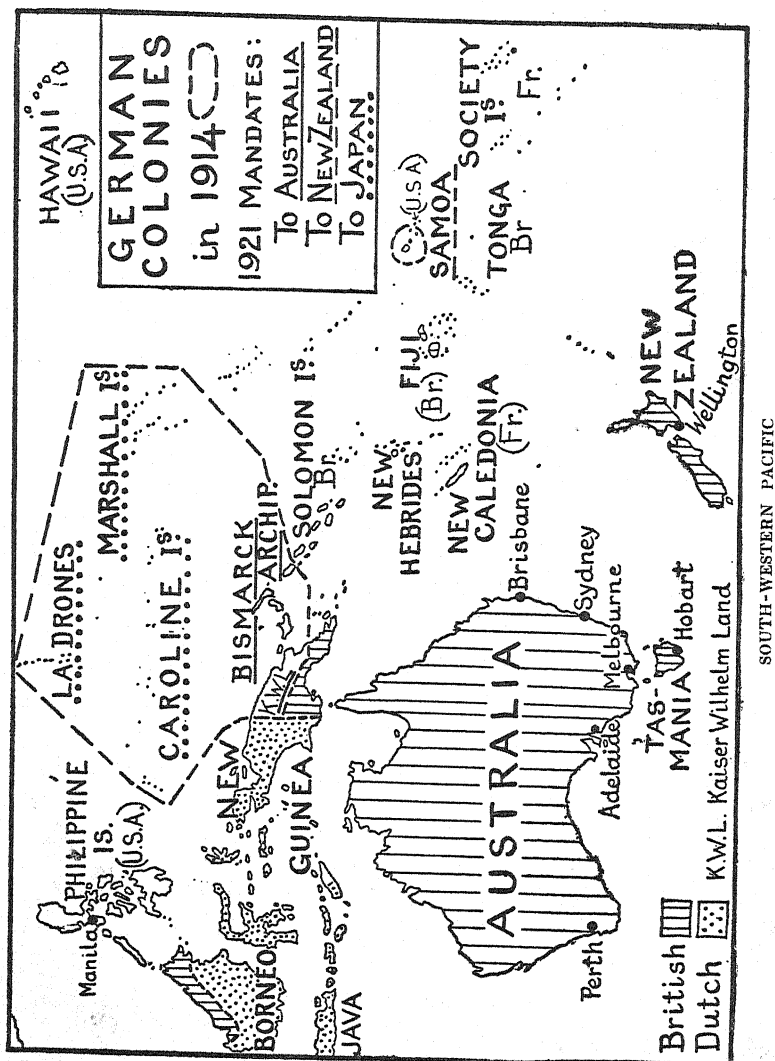 HAWAII
(U.S.A)
GERMAN
COLONIES
in 1914
1921 MANDATES:
To AUSTRALIA
To NEW ZEALAND
To JAPAN
PHILIPPINE
IS.
(U.S.A)
Manila
LADRONES
MARSHALL Is.
CAROLINE Is.
BISMARCK
ARCHIP.
SOLOMON Is.
Br.
NEW
GUINEA
K.W.L.
BORNEO
JAVA
NEW
HEBRIDES
NEW
CALEDONIA
(Fr.)
FIJI
(Br.)
(U.S.A)
SAMOA
TONGA
Br
SOCIETY
Is.
Fr.
AUSTRALIA
Brisbane
Sydney
Melbourne
Adelaide
Perth
TAS-
MANIA
Hobart
NEW
ZEALAND
Wellington
British
Dutch
K.W.L. Kaiser Wilhelm Land
SOUTH-WESTERN PACIFIC